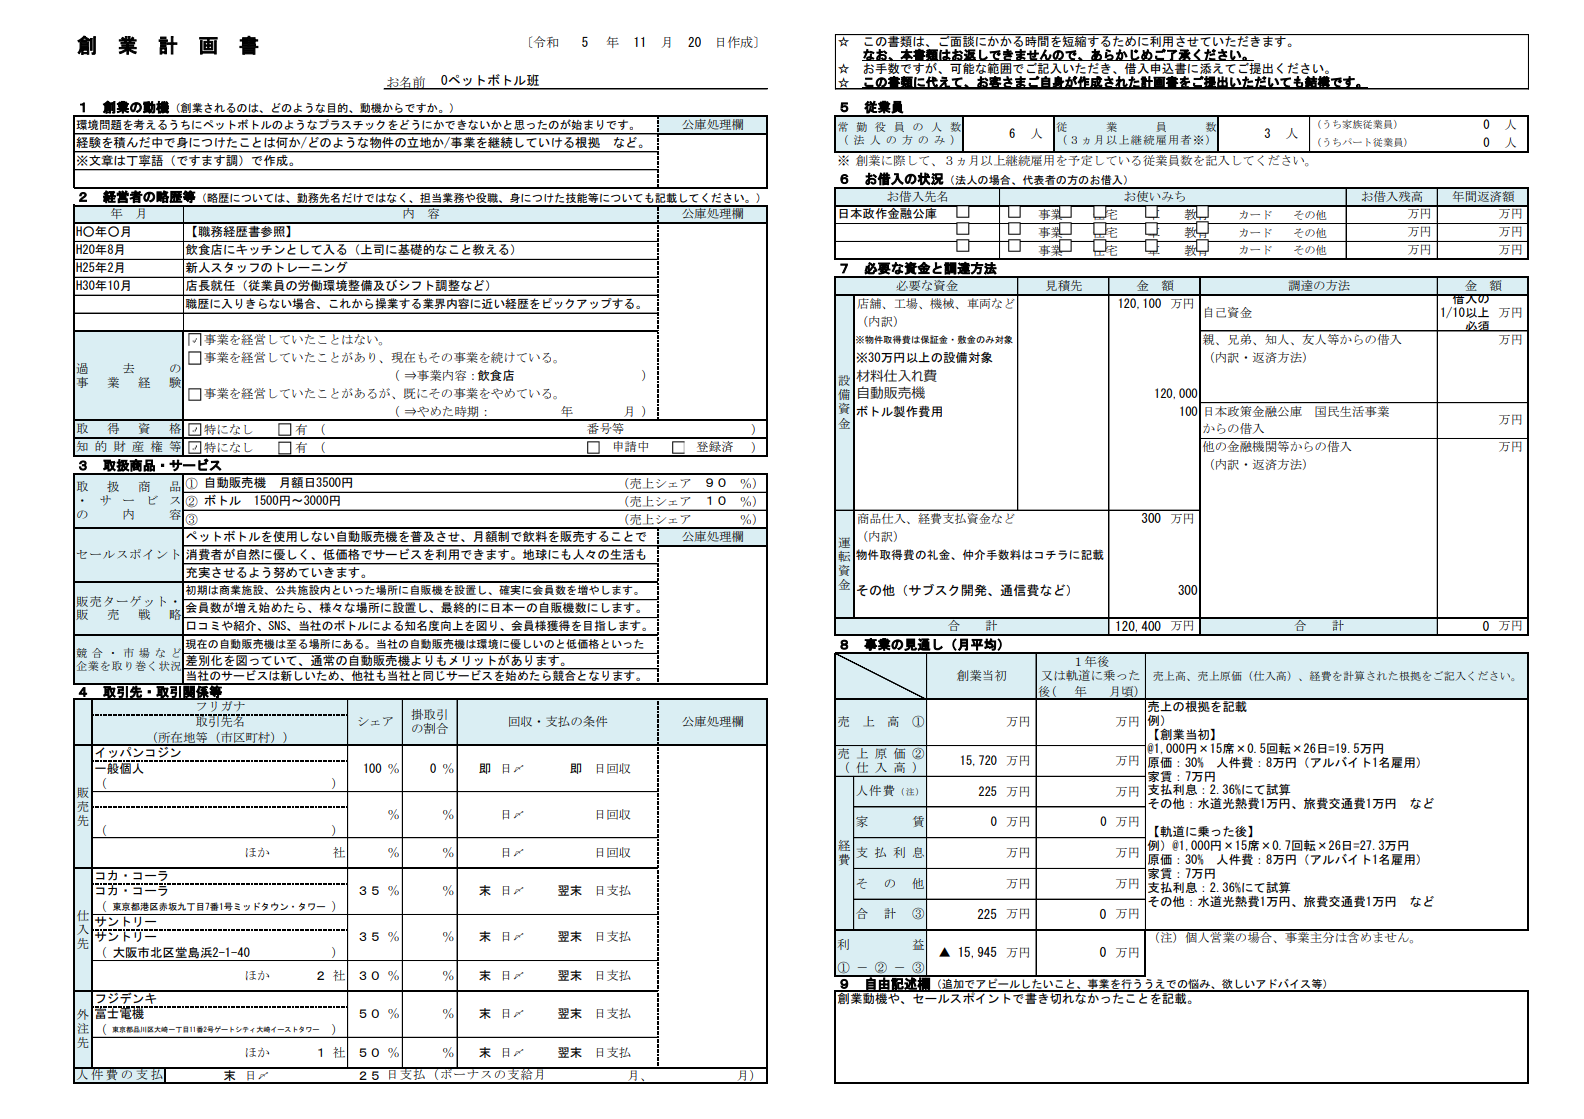 創 業 計 画 書
〔令和 5 年 11 月 20 日作成〕
お名前 0ペットボトル班
1 創業の動機（創業されるのは、どのような目的、動機からですか。）
環境問題を考えるうちにペットボトルのようなプラスチックをどうにかできないかと思ったのが始まりです。
公庫処理欄
経験を積んだ中で身につけたことは何か/どのような物件の立地か/事業を継続していける根拠 など。
※文章は丁寧語（ですます調）で作成。
2 経営者の略歴等（略歴については、勤務先名だけではなく、担当業務や役職、身につけた技能等についても記載してください。）
年 月 内 容 公庫処理欄
H〇年〇月 【職務経歴書参照】
H20年8月 飲食店にキッチンとして入る（上司に基礎的なこと教える）
H25年2月 新人スタッフのトレーニング
H30年10月 店長就任（従業員の労働環境整備及びシフト調整など）
職歴に入りきらない場合、これから操業する業界内容に近い経歴をピックアップする。
過 去 の
事 業 経 験
☑ 事業を経営していたことはない。
□ 事業を経営していたことがあり、現在もその事業を続けている。
（ ⇒事業内容：飲食店 ）
□ 事業を経営していたことがあるが、既にその事業をやめている。
（ ⇒やめた時期： 年 月 ）
取 得 資 格 ☑ 特になし □ 有 （ 番号等 ）
知 的 財 産 権 等 ☑ 特になし □ 有 （ □ 申請中 □ 登録済 ）
3 取扱商品・サービス
取 扱 商 品
・ サ ー ビ ス
の 内 容
① 自動販売機 月額日3500円 （売上シェア ９０ %）
② ボトル 1500円～3000円 （売上シェア １０ %）
③ （売上シェア %）
セールスポイント
ペットボトルを使用しない自動販売機を普及させ、月額制で飲料を販売することで
公庫処理欄
消費者が自然に優しく、低価格でサービスを利用できます。地球にも人々の生活も
充実させるよう努めていきます。
販売ターゲット・
販 売 戦 略
初期は商業施設、公共施設内といった場所に自販機を設置し、確実に会員数を増やします。
会員数が増え始めたら、様々な場所に設置し、最終的に日本一の自販機数にします。
口コミや紹介、SNS、当社のボトルによる知名度向上を図り、会員様獲得を目指します。
競 合 ・ 市 場 な ど
企業を取り巻く状況
現在の自動販売機は至る場所にある。当社の自動販売機は環境に優しいのと低価格といった
差別化を図っていて、通常の自動販売機よりもメリットがあります。
当社のサービスは新しいため、他社も当社と同じサービスを始めたら競合となります。
4 取引先・取引関係等
フリガナ
取引先名
（所在地等（市区町村））
シェア
掛取引
の割合
回収・支払の条件
公庫処理欄
販売先
イッパンコジン
一般個人
（ ）
100 % 0 % 即 日〆 即 日回収
（ ）
% 日〆 日回収
ほか 社 % % 日〆 日回収
仕入先
コカ・コーラ
コカ・コーラ
（ 東京都港区赤坂九丁目7番1号ミッドタウン・タワー ）
３５ % % 末 日〆 翌末 日支払
サントリー
サントリー
（ 大阪市北区堂島浜2-1-40 ）
３５ % % 末 日〆 翌末 日支払
ほか 2 社 ３０ % % 末 日〆 翌末 日支払
外注先
フジデンキ
富士電機
（ 東京都品川区大崎一丁目11番2号ゲートシティ大崎イーストタワー ）
５０ % % 末 日〆 翌末 日支払
ほか 1 社 ５０ % % 末 日〆 翌末 日支払
人件費の支払 末 日〆 ２５ 日支払（ボーナスの支給月 月、 月）
☆ この書類は、ご面談にかかる時間を短縮するために利用させていただきます。
なお、本書類はお返しできませんので、あらかじめご了承ください。
☆ お手数ですが、可能な範囲でご記入いただき、借入申込書に添えてご提出ください。
☆ この書類に代えて、お客さまご自身が作成された計画書をご提出いただいても結構です。
5 従業員
常 勤 役 員 の 人 数
（ 法 人 の 方 の み ）
6 人
従 業 員 数
（３ヵ月以上継続雇用者※）
3 人
（うち家族従業員） 0 人
（うちパート従業員） 0 人
※ 創業に際して、３ヵ月以上継続雇用を予定している従業員数を記入してください。
6 お借入の状況（法人の場合、代表者の方のお借入）
お借入先名 お使いみち お借入残高 年間返済額
日本政作金融公庫 □ □ 事業 □ 住宅 □ 車 □ 教育 □ カード その他 万円 万円
□ □ 事業 □ 住宅 □ 車 □ 教育 □ カード その他 万円 万円
□ □ 事業 □ 住宅 □ 車 □ 教育 □ カード その他 万円 万円
7 必要な資金と調達方法
必要な資金 見積先 金 額 調達の方法 金 額
設備資金
店舗、工場、機械、車両など 120,100 万円
（内訳）
※物件取得費は保証金・敷金のみ対象
※30万円以上の設備対象
材料仕入れ費
自動販売機 120,000
ボトル製作費用 100
自己資金
借入の
1/10以上 万円
必須
親、兄弟、知人、友人等からの借入 万円
（内訳・返済方法）
日本政策金融公庫 国民生活事業
からの借入
万円
他の金融機関等からの借入 万円
（内訳・返済方法）
運転資金
商品仕入、経費支払資金など 300 万円
（内訳）
物件取得費の礼金、仲介手数料はコチラに記載
その他（サブスク開発、通信費など） 300
合 計 120,400 万円 合 計 0 万円
8 事業の見通し（月平均）
創業当初
１年後
又は軌道に乗った
後（ 年 月頃）
売上高、売上原価（仕入高）、経費を計算された根拠をご記入ください。
売 上 高 ① 万円 万円
売 上 原 価 ②
（ 仕 入 高 ）
15,720 万円 万円
経費
人件費（注） 225 万円 万円
家 賃 0 万円 0 万円
支 払 利 息 万円 万円
そ の 他 万円 万円
合 計 ③ 225 万円 0 万円
利 益
① － ② － ③
▲ 15,945 万円 0 万円
売上の根拠を記載
例）
【創業当初】
@1,000円×15席×0.5回転×26日=19.5万円
原価：30% 人件費：8万円（アルバイト1名雇用）
家賃：7万円
支払利息：2.36%にて試算
その他：水道光熱費1万円、旅費交通費1万円 など
【軌道に乗った後】
例）@1,000円×15席×0.7回転×26日=27.3万円
原価：30% 人件費：8万円（アルバイト1名雇用）
家賃：7万円
支払利息：2.36%にて試算
その他：水道光熱費1万円、旅費交通費1万円 など
（注）個人営業の場合、事業主分は含めません。
9 自由記述欄（追加でアピールしたいこと、事業を行ううえでの悩み、欲しいアドバイス等）
創業動機や、セールスポイントで書き切れなかったことを記載。